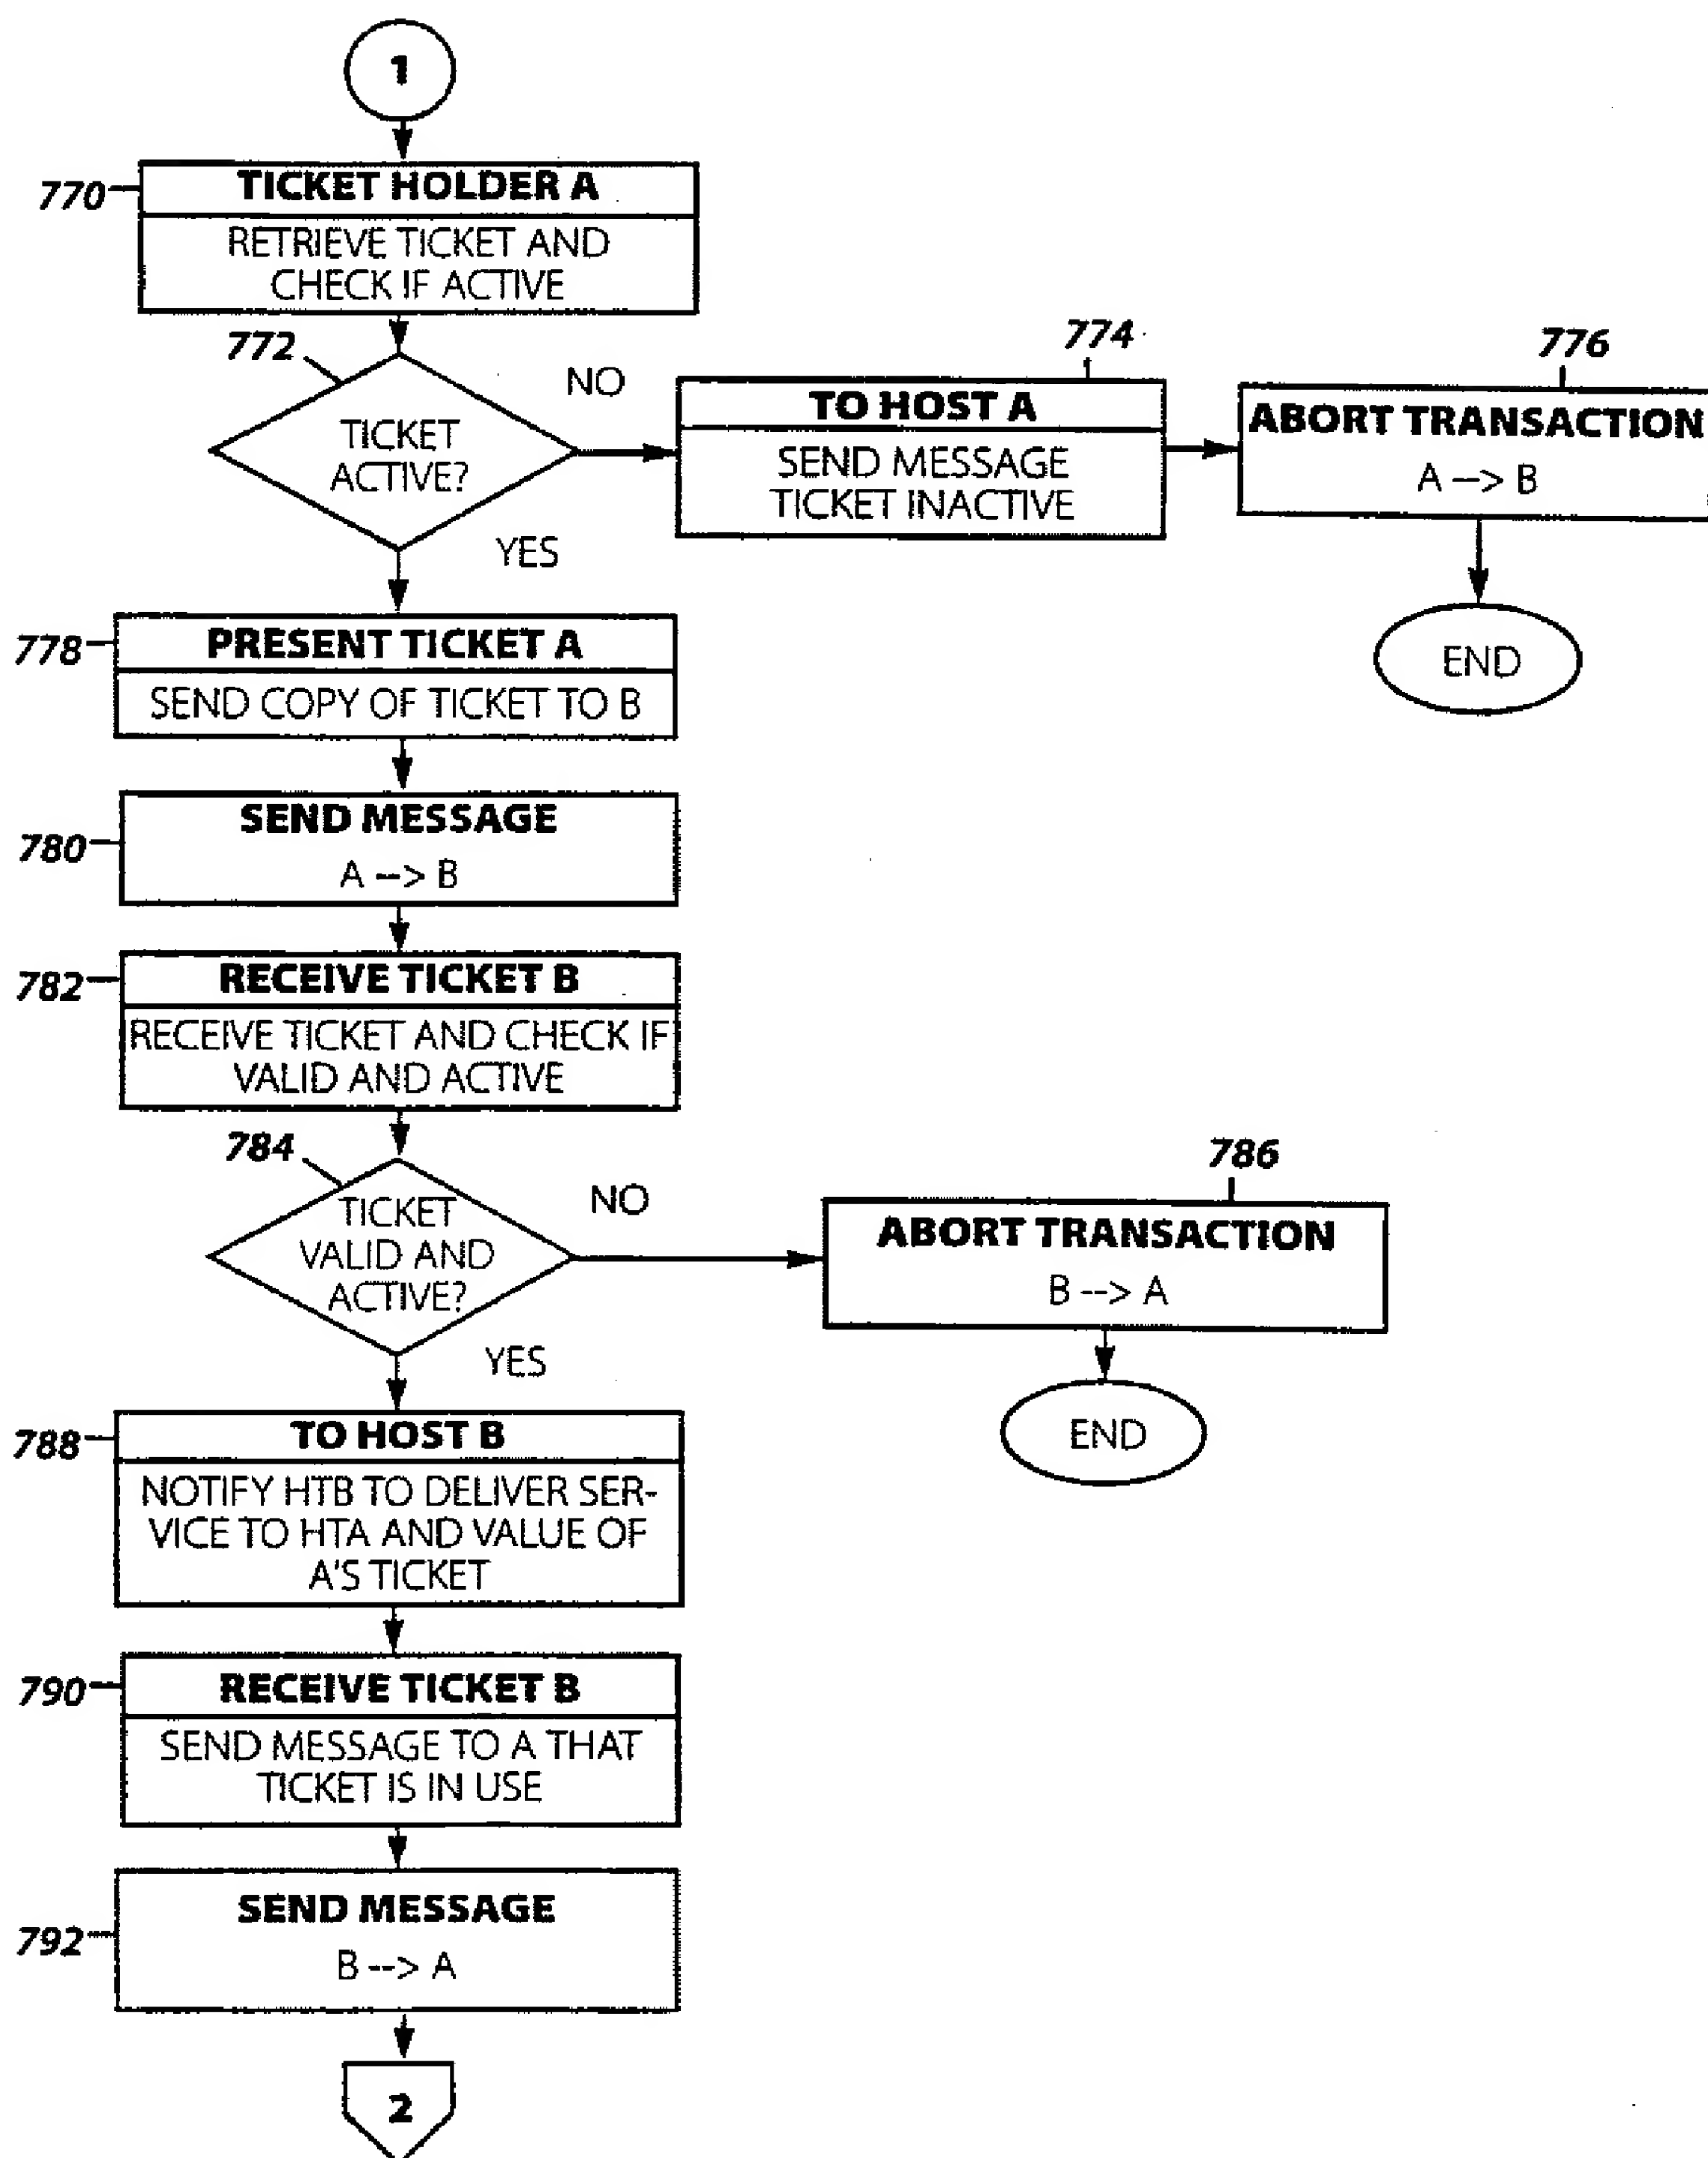 1
770
TICKET HOLDER A
RETRIEVE TICKET AND
CHECK IF ACTIVE
772
TICKET
ACTIVE?
NO
774
TO HOST A
SEND MESSAGE
TICKET INACTIVE
776
ABORT TRANSACTION
A --> B
END
YES
778
PRESENT TICKET A
SEND COPY OF TICKET TO B
780
SEND MESSAGE
A --> B
782
RECEIVE TICKET B
RECEIVE TICKET AND CHECK IF
VALID AND ACTIVE
784
TICKET
VALID AND
ACTIVE?
NO
786
ABORT TRANSACTION
B --> A
END
YES
788
TO HOST B
NOTIFY HTB TO DELIVER SER-
VICE TO HTA AND VALUE OF
A'S TICKET
790
RECEIVE TICKET B
SEND MESSAGE TO A THAT
TICKET IS IN USE
792
SEND MESSAGE
B --> A
2